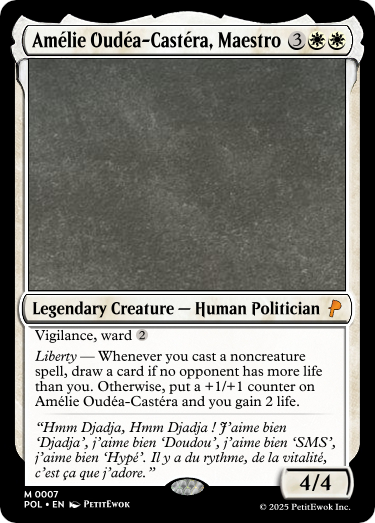 Amélie Oudéa-Castéra, Maestro 3
Legendary Creature — Human Politician
Vigilance, ward 2
Liberty — Whenever you cast a noncreature
spell, draw a card if no opponent has more life
than you. Otherwise, put a +1/+1 counter on
Amélie Oudéa-Castéra and you gain 2 life.
“Hmm Djadja, Hmm Djadja ! J’aime bien
‘Djadja’, j’aime bien ‘Doudou’, j’aime bien ‘SMS’,
j’aime bien ‘Hypé’. Il y a du rythme, de la vitalité,
c’est ça que j’adore.”
4/4
M 0007
POL • EN PetitEwok
© 2025 PetitEwok Inc.